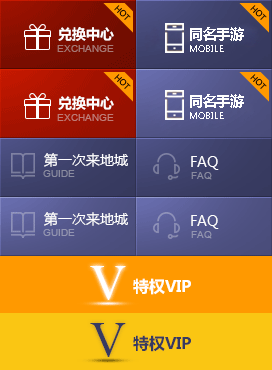 兑换中心 HOT
EXCHANGE
同名手游 HOT
MOBILE
兑换中心 HOT
EXCHANGE
同名手游 HOT
MOBILE
第一次来地城
GUIDE
FAQ
FAQ
第一次来地城
GUIDE
FAQ
FAQ
V 特权VIP
V 特权VIP